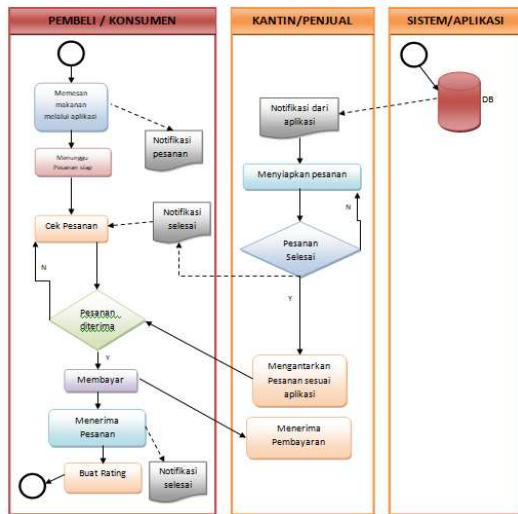 PEMBELI / KONSUMEN
KANTIN/PENJUAL
SISTEM/APLIKASI
Memesan
makanan
melalui aplikasi
Notifikasi
pesanan
Menunggu
Pesanan siap
Cek Pesanan
Notifikasi
selesai
N
Pesanan
diterima
Y
Membayar
Menerima
Pesanan
Buat Rating
Notifikasi
selesai
Notifikasi dari
aplikasi
Menyiapkan pesanan
N
Pesanan
Selesai
Y
Mengantarkan
Pesanan sesuai
aplikasi
Menerima
Pembayaran
DB